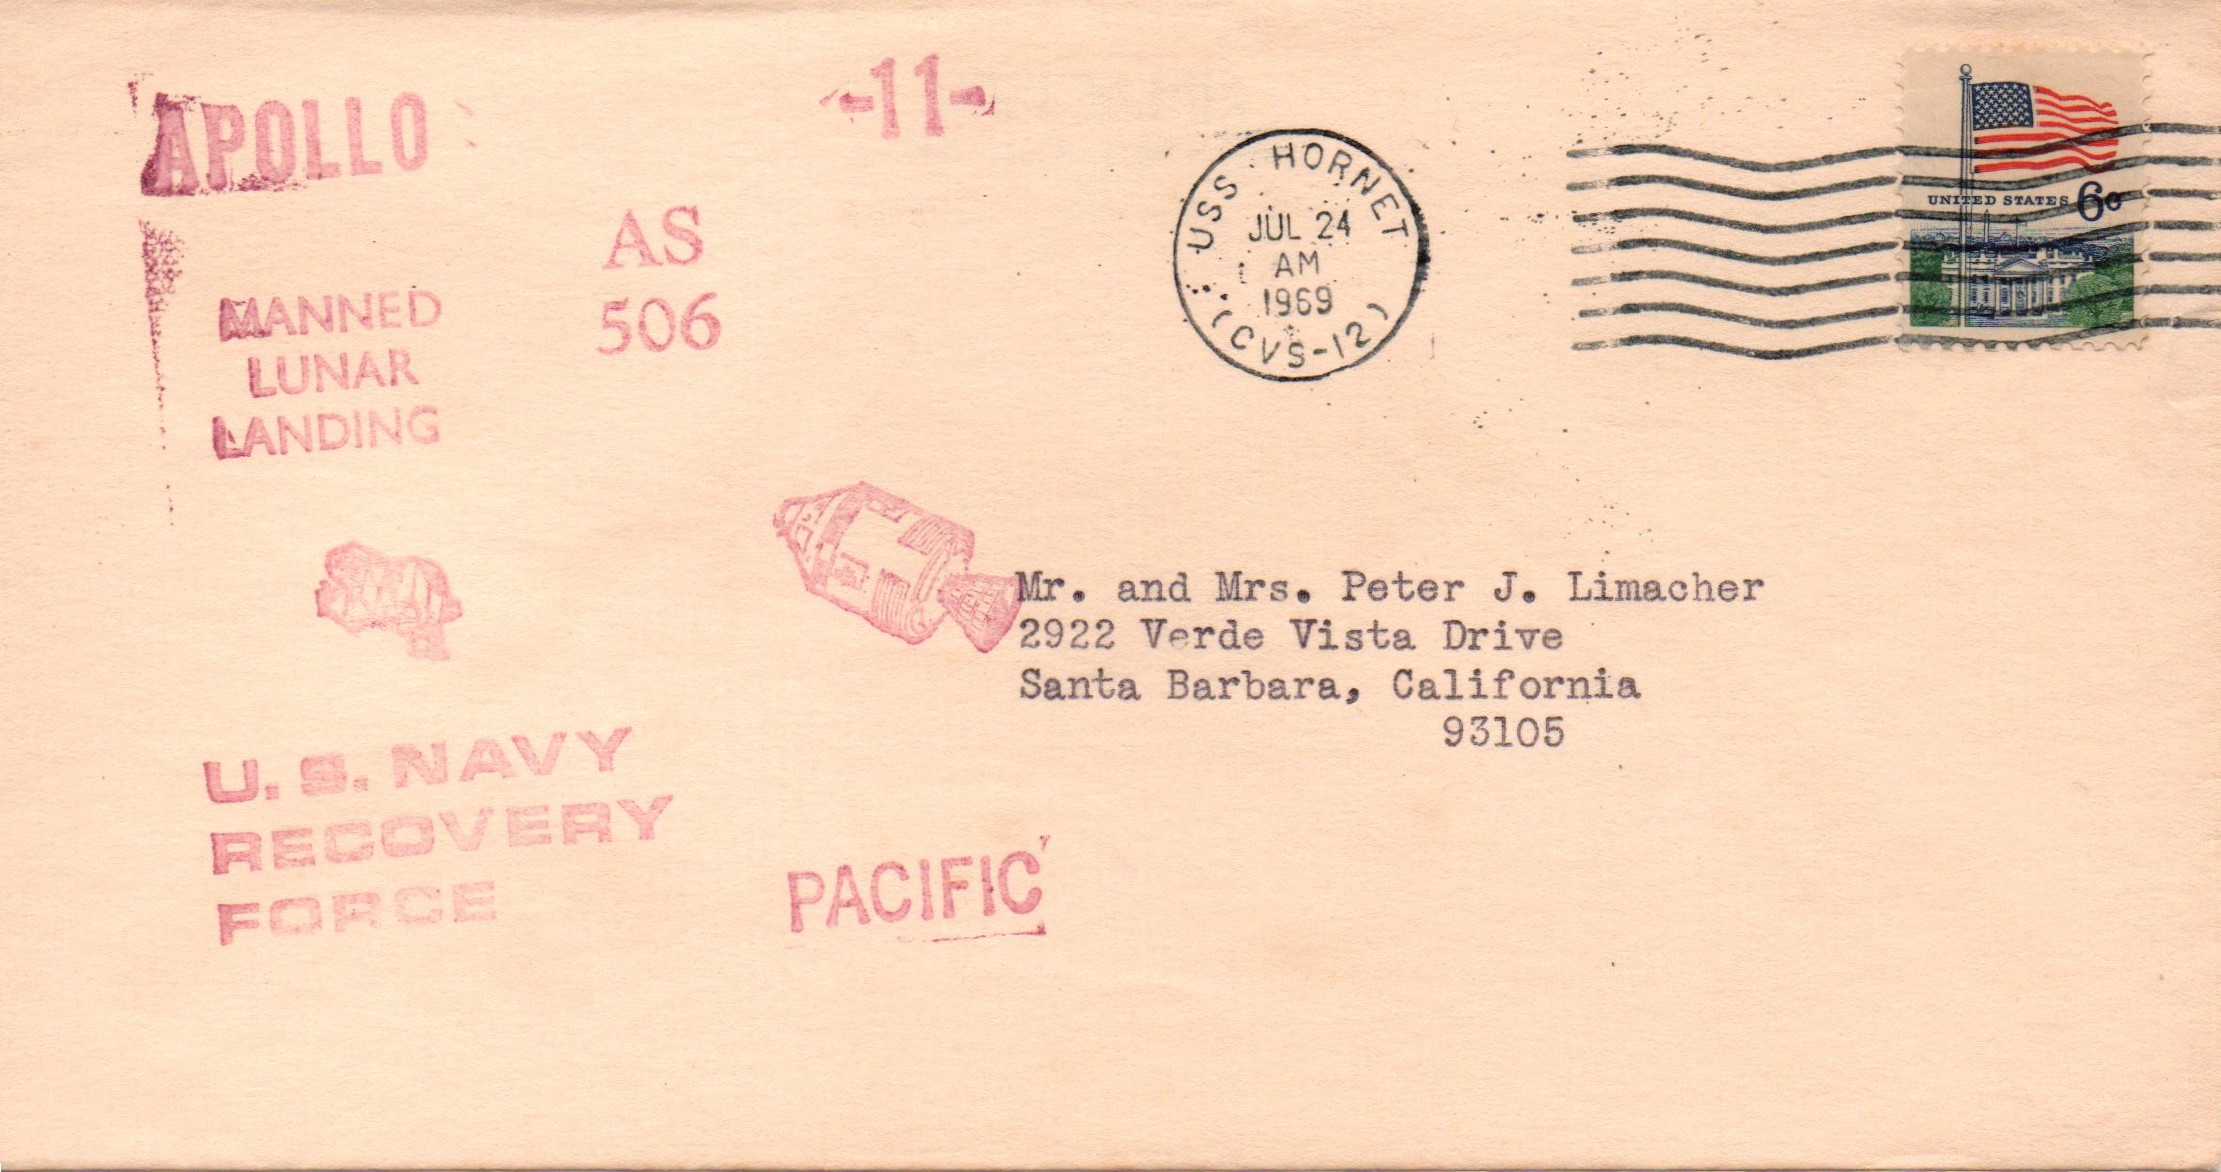 APOLLO
-11-
MANNED
LUNAR
LANDING
AS
506
USS HORNET
JUL 24
AM
1969
(CVS-12)
UNITED STATES 6c
Mr. and Mrs. Peter J. Limacher
2922 Verde Vista Drive
Santa Barbara, California
93105
U. S. NAVY
RECOVERY
FORCE
PACIFIC